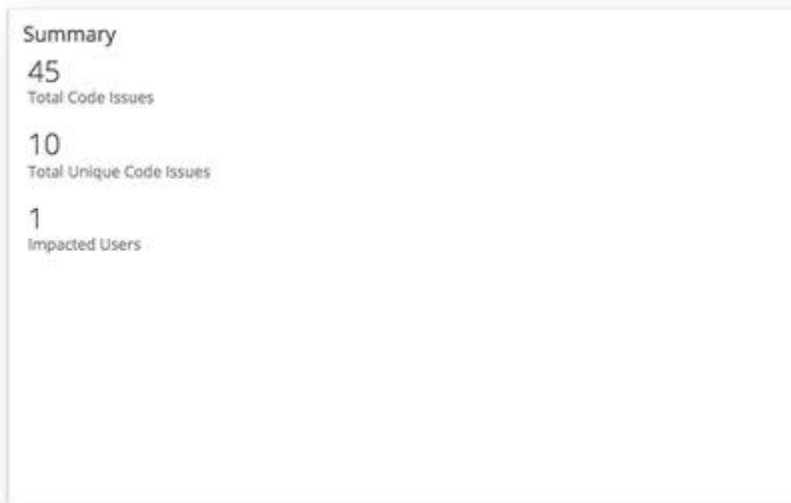 Summary
45
Total Code Issues
10
Total Unique Code Issues
1
Impacted Users